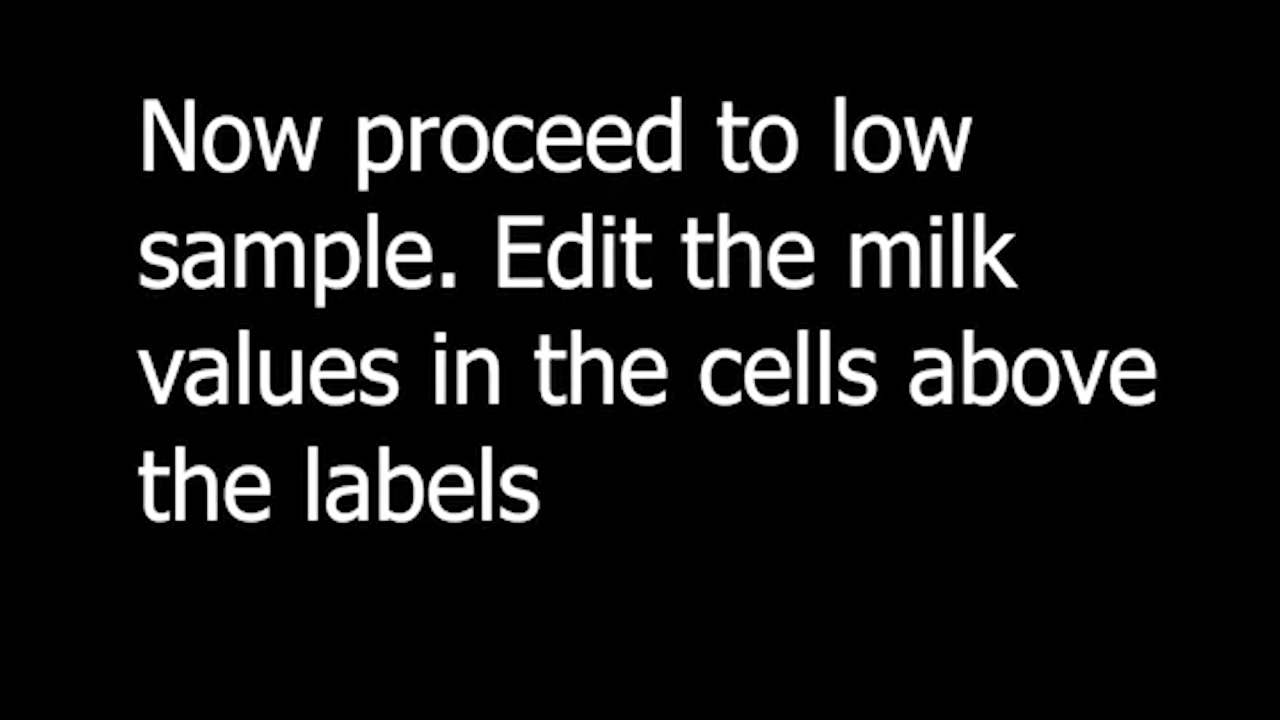 Now proceed to low
sample. Edit the milk
values in the cells above
the labels